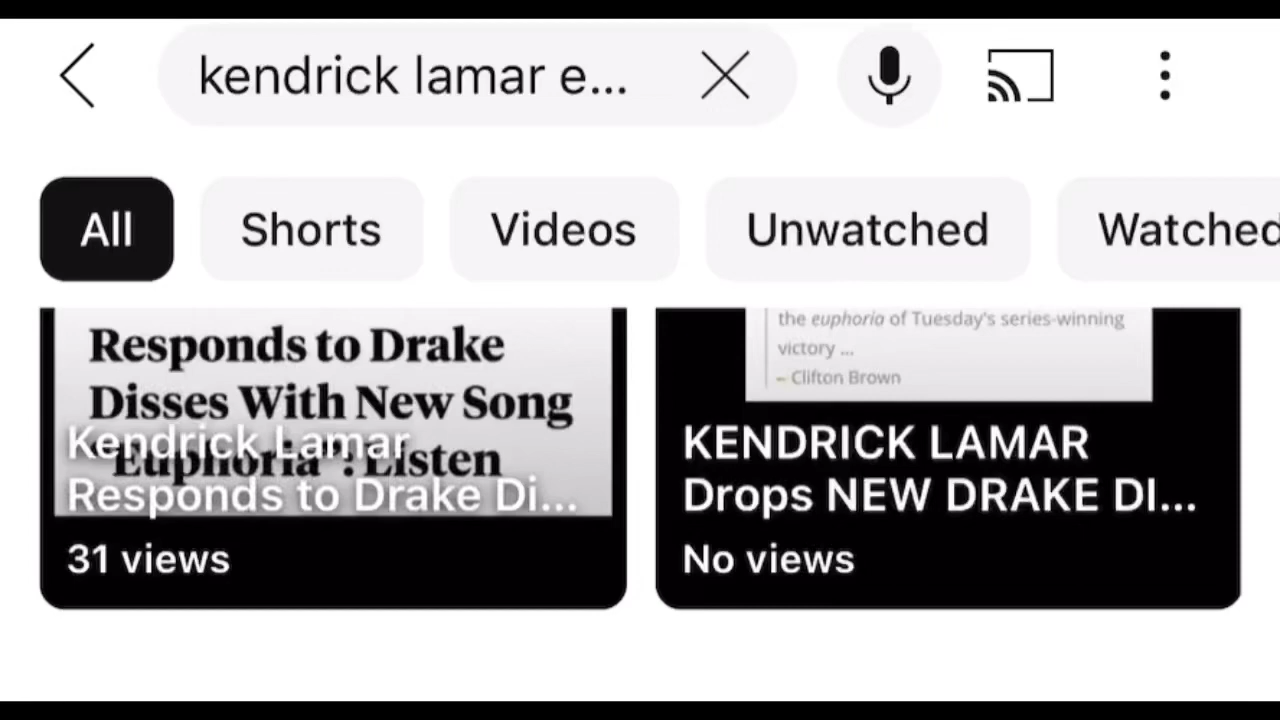 kendrick lamar e...
All
Shorts
Videos
Unwatched
Watched
Responds to Drake
Disses With New Song
"Euphoria": Listen
Kendrick Lamar
Responds to Drake Di...
31 views
the euphoria of Tuesday's series-winning
victory ...
– Clifton Brown
KENDRICK LAMAR
Drops NEW DRAKE DI...
No views